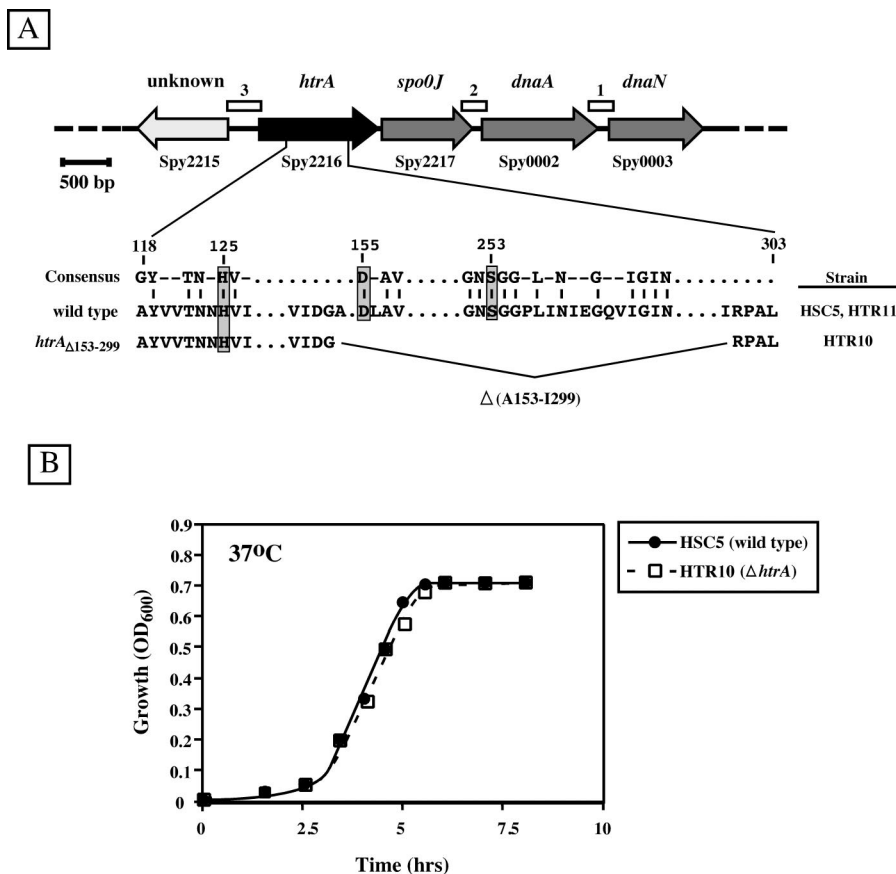 A
unknown htrA spo0J dnaA dnaN
3 2 1
Spy2215 Spy2216 Spy2217 Spy0002 Spy0003
500 bp
118 125 155 253 303
Consensus GY--TN-HV-..........D-AV......GNSGG-L-N--G--IGIN......... Strain
wild type AYVVTNNHVI...VIDGA.DLAV......GNSGGPLINIEGQVIGIN....IRPAL HSC5, HTR11
htrAΔ153-299 AYVVTNNHVI...VIDG RPAL HTR10
Δ(A153-I299)
B
0.9
0.8
0.7
0.6
0.5
0.4
0.3
0.2
0.1
0
37oC
Growth (OD600)
0 2.5 5 7.5 10
Time (hrs)
HSC5 (wild type)
HTR10 (ΔhtrA)